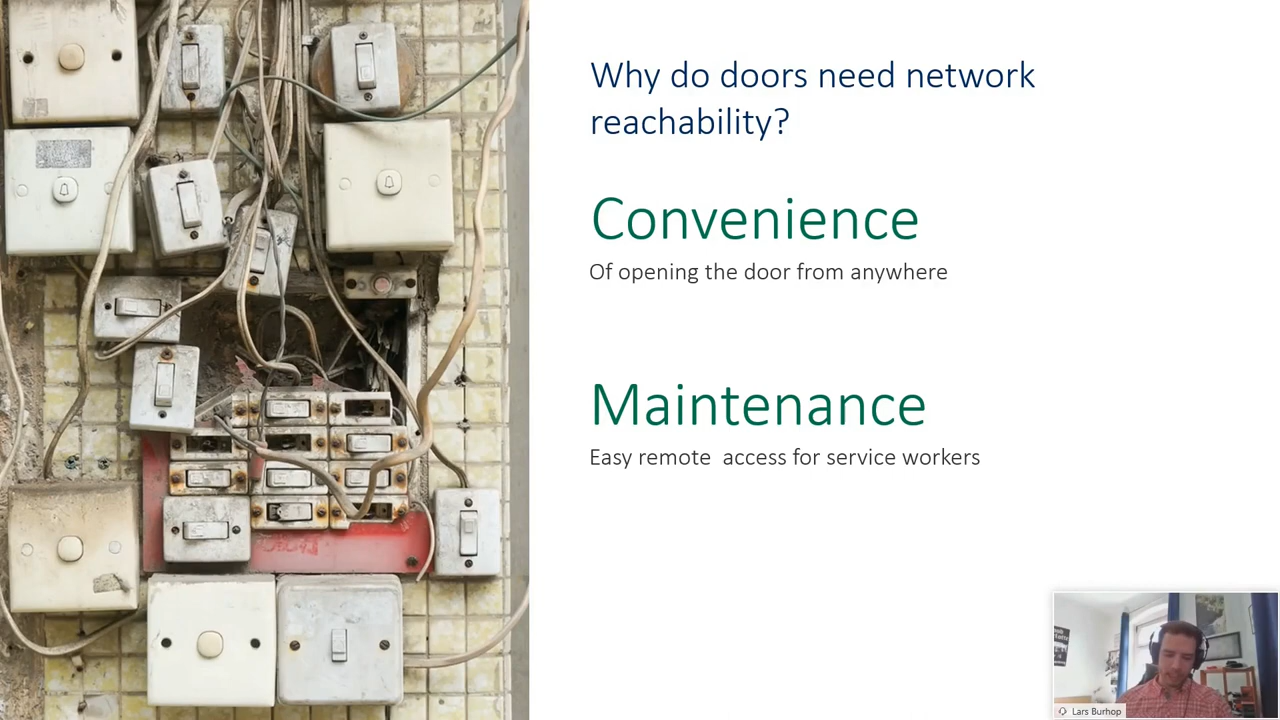 Why do doors need network
reachability?
Convenience
Of opening the door from anywhere
Maintenance
Easy remote access for service workers
Lars Burhop